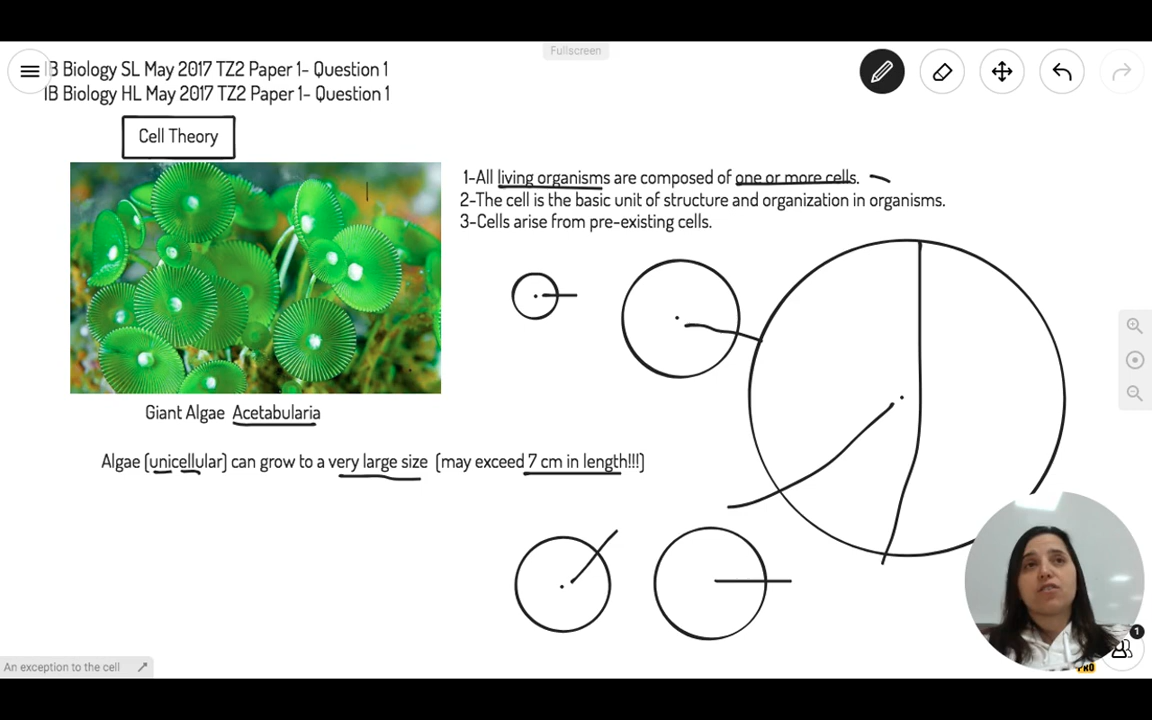 Fullscreen
IB Biology SL May 2017 TZ2 Paper 1- Question 1
IB Biology HL May 2017 TZ2 Paper 1- Question 1
Cell Theory
1-All living organisms are composed of one or more cells.
2-The cell is the basic unit of structure and organization in organisms.
3-Cells arise from pre-existing cells.
Giant Algae Acetabularia
Algae (unicellular) can grow to a very large size (may exceed 7 cm in length!!!)
1
PRO
An exception to the cell